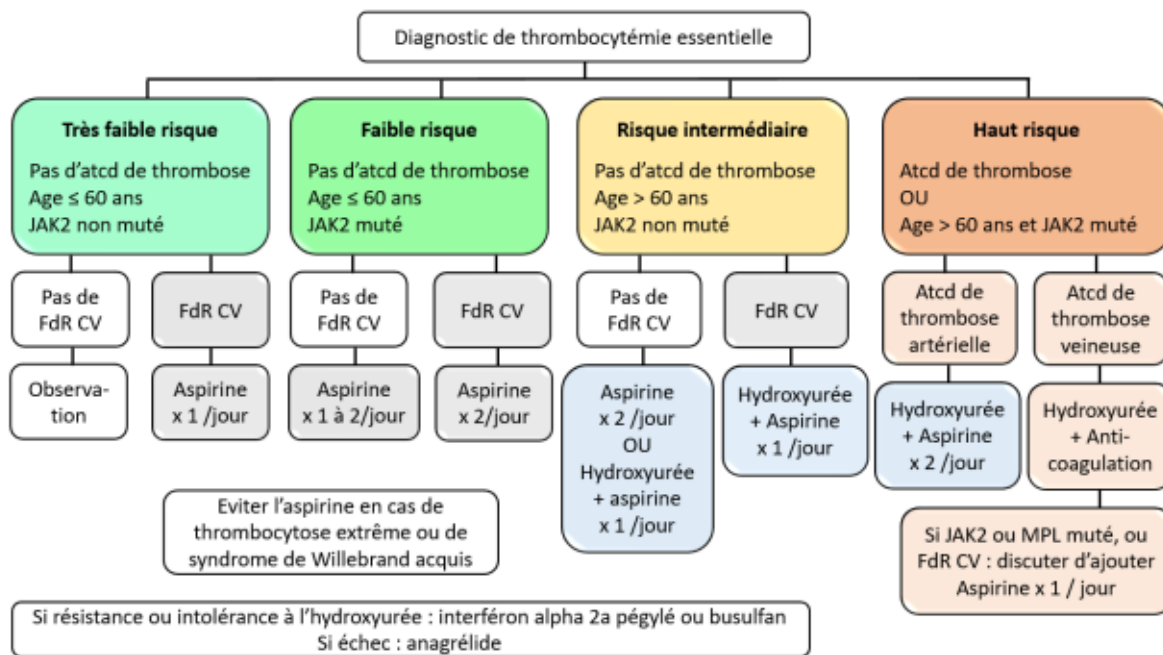 Diagnostic de thrombocytémie essentielle
Très faible risque
Pas d'atcd de thrombose
Age ≤ 60 ans
JAK2 non muté
Faible risque
Pas d'atcd de thrombose
Age ≤ 60 ans
JAK2 muté
Risque intermédiaire
Pas d'atcd de thrombose
Age > 60 ans
JAK2 non muté
Haut risque
Atcd de thrombose
OU
Age > 60 ans et JAK2 muté
Pas de
FdR CV
FdR CV
Pas de
FdR CV
FdR CV
Pas de
FdR CV
FdR CV
Atcd de
thrombose
artérielle
Atcd de
thrombose
veineuse
Observa-
tion
Aspirine
x 1 /jour
Aspirine
x 1 à 2/jour
Aspirine
x 2/jour
Aspirine
x 2 /jour
OU
Hydroxyurée
+ aspirine
x 1 /jour
Hydroxyurée
+ Aspirine
x 1 /jour
Hydroxyurée
+ Aspirine
x 2 /jour
Hydroxyurée
+ Anti-
coagulation
Eviter l'aspirine en cas de
thrombocytose extrême ou de
syndrome de Willebrand acquis
Si JAK2 ou MPL muté, ou
FdR CV : discuter d'ajouter
Aspirine x 1 / jour
Si résistance ou intolérance à l'hydroxyurée : interféron alpha 2a pégylé ou busulfan
Si échec : anagrélide